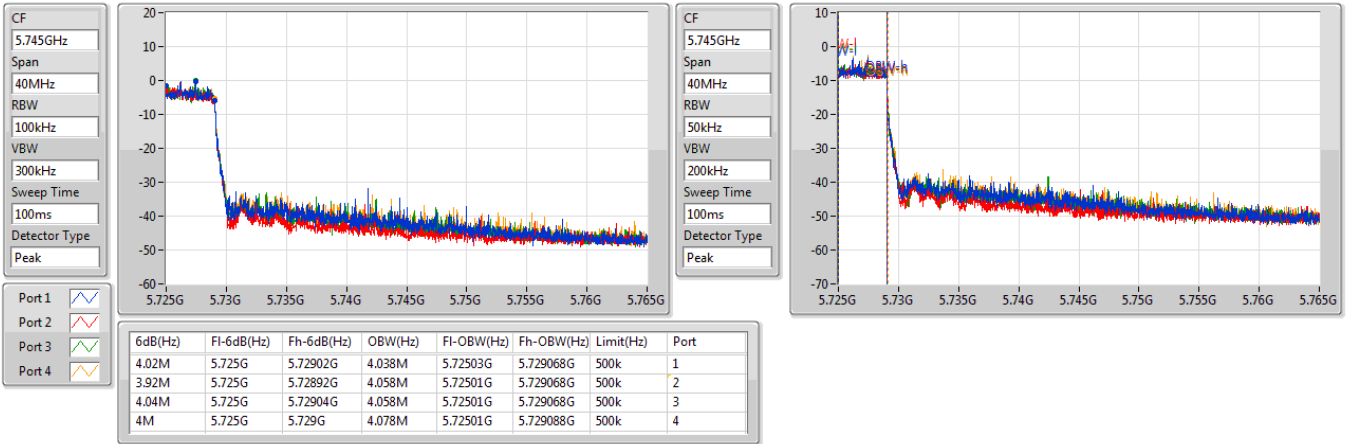 CF
5.745GHz
Span
40MHz
RBW
100kHz
VBW
300kHz
Sweep Time
100ms
Detector Type
Peak
20
10
0
-10
-20
-30
-40
-50
-60
5.725G 5.73G 5.735G 5.74G 5.745G 5.75G 5.755G 5.76G 5.765G
CF
5.745GHz
Span
40MHz
RBW
50kHz
VBW
200kHz
Sweep Time
100ms
Detector Type
Peak
10
0
-10
-20
-30
-40
-50
-60
-70
5.725G 5.73G 5.735G 5.74G 5.745G 5.75G 5.755G 5.76G 5.765G
Port 1
Port 2
Port 3
Port 4
6dB(Hz) Fl-6dB(Hz) Fh-6dB(Hz) OBW(Hz) Fl-OBW(Hz) Fh-OBW(Hz) Limit(Hz) Port
4.02M 5.725G 5.72902G 4.038M 5.72503G 5.729068G 500k 1
3.92M 5.725G 5.72892G 4.058M 5.72501G 5.729068G 500k 2
4.04M 5.725G 5.72904G 4.058M 5.72501G 5.729068G 500k 3
4M 5.725G 5.729G 4.078M 5.72501G 5.729088G 500k 4